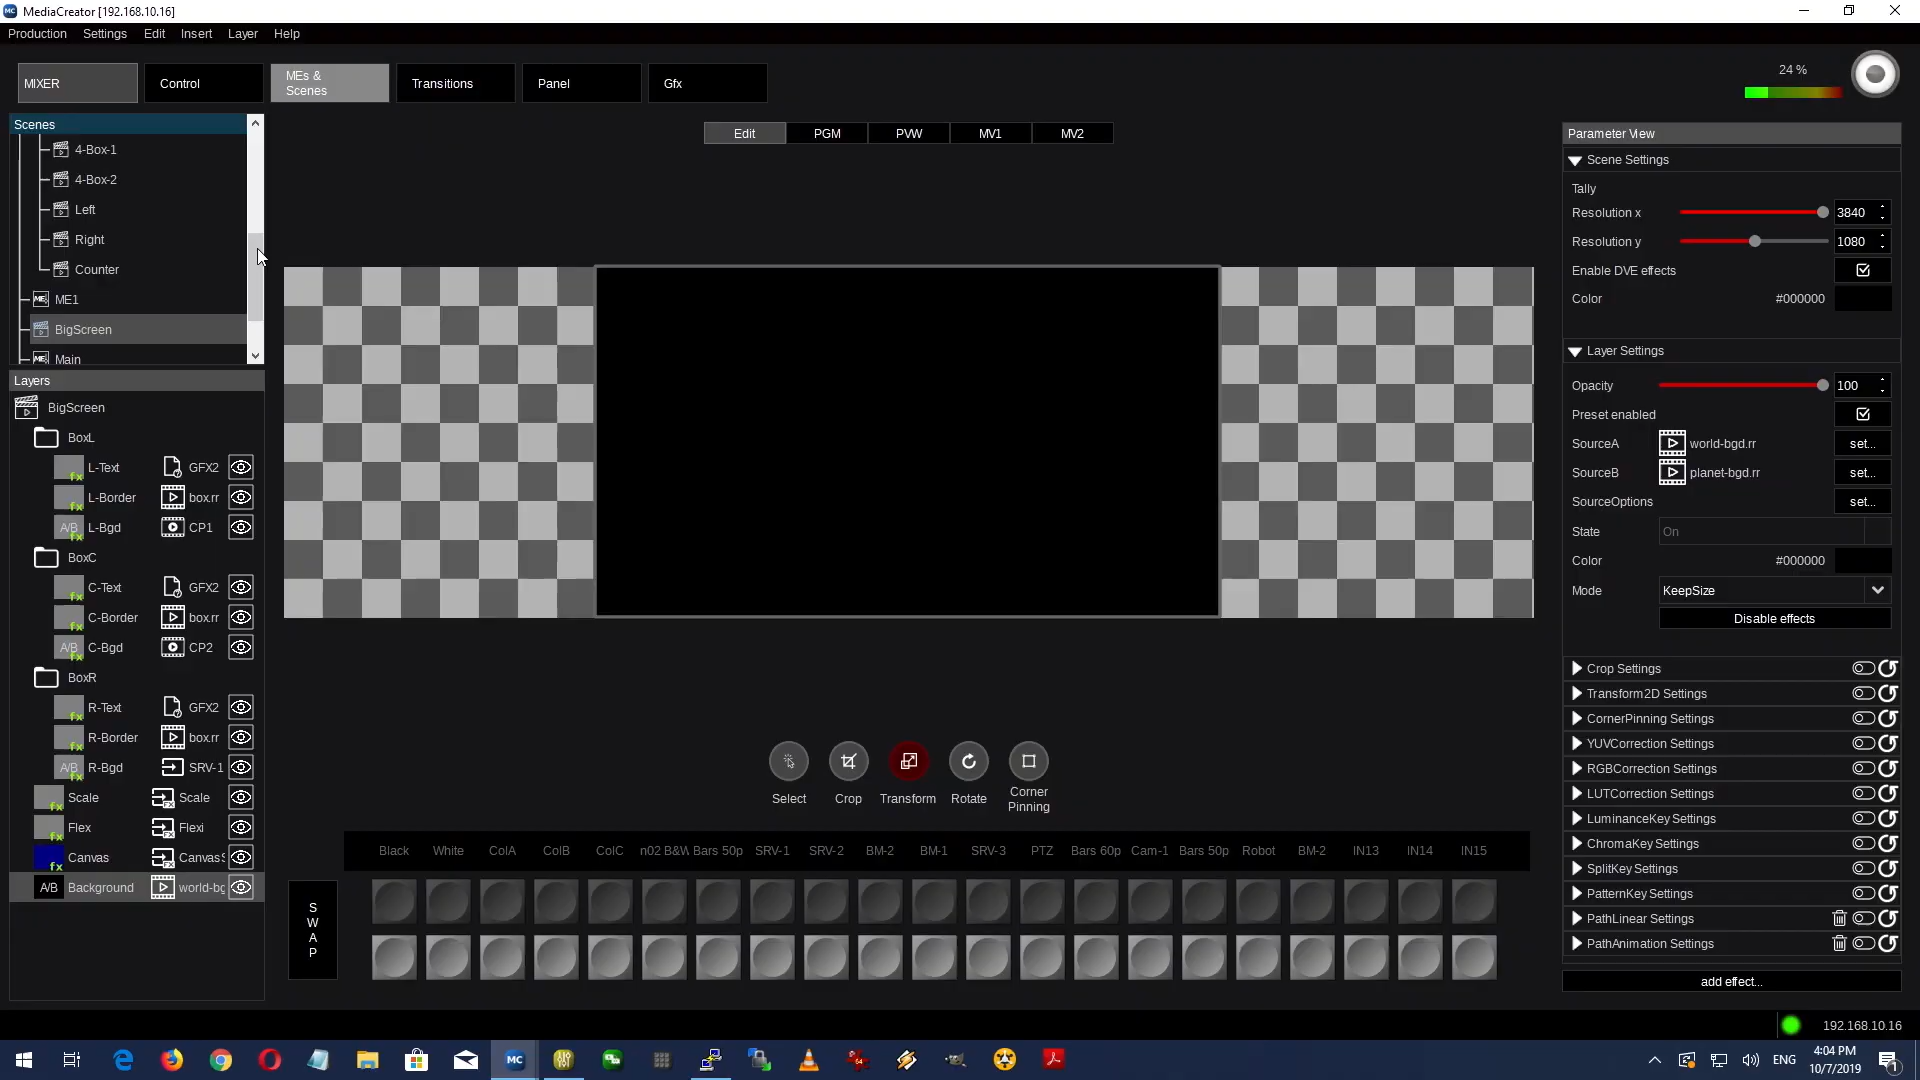 MediaCreator [192.168.10.16]
Production Settings Edit Insert Layer Help
MIXER
Control
MEs &
Scenes
Transitions
Panel
Gfx
24 %
Scenes
4-Box-1
4-Box-2
Left
Right
Counter
ME1
BigScreen
Main
Edit PGM PVW MV1 MV2
Layers
BigScreen
BoxL
L-Text GFX2
L-Border box.rr
A/B L-Bgd CP1
BoxC
C-Text GFX2
C-Border box.rr
A/B C-Bgd CP2
BoxR
R-Text GFX2
R-Border box.rr
A/B R-Bgd SRV-1
Scale Scale
Flex Flexi
Canvas CanvasS
A/B Background world-bg
Select
Crop
Transform
Rotate
Corner
Pinning
Black White ColA ColB ColC n02 B&W Bars 50p SRV-1 SRV-2 BM-2 BM-1 SRV-3 PTZ Bars 60p Cam-1 Bars 50p Robot BM-2 IN13 IN14 IN15
S
W
A
P
Parameter View
Scene Settings
Tally
Resolution x 3840
Resolution y 1080
Enable DVE effects
Color #000000
Layer Settings
Opacity 100
Preset enabled
SourceA world-bgd.rr set...
SourceB planet-bgd.rr set...
SourceOptions set...
State On
Color #000000
Mode KeepSize
Disable effects
Crop Settings
Transform2D Settings
CornerPinning Settings
YUVCorrection Settings
RGBCorrection Settings
LUTCorrection Settings
LuminanceKey Settings
ChromaKey Settings
SplitKey Settings
PatternKey Settings
PathLinear Settings
PathAnimation Settings
add effect...
192.168.10.16
ENG
4:04 PM
10/7/2019